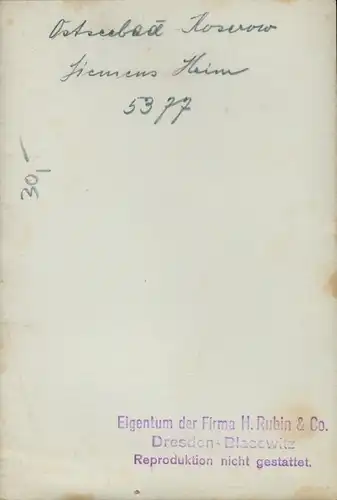 Ostseebad Koserow
Siemens Heim
5377
30,-
Eigentum der Firma H. Rubin & Co.
Dresden-Blasewitz
Reproduktion nicht gestattet.